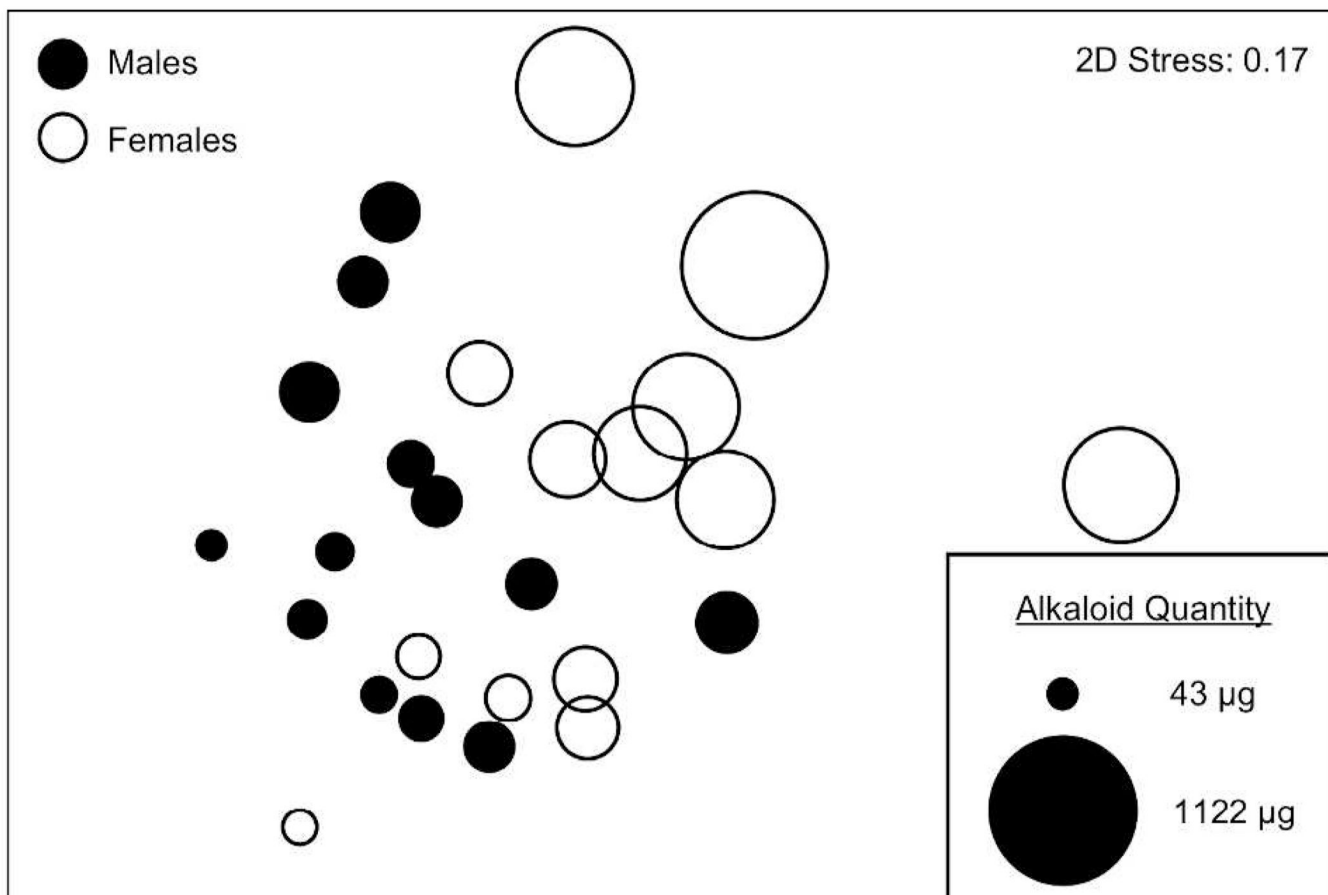 Males
Females
2D Stress: 0.17
Alkaloid Quantity
43 µg
1122 µg